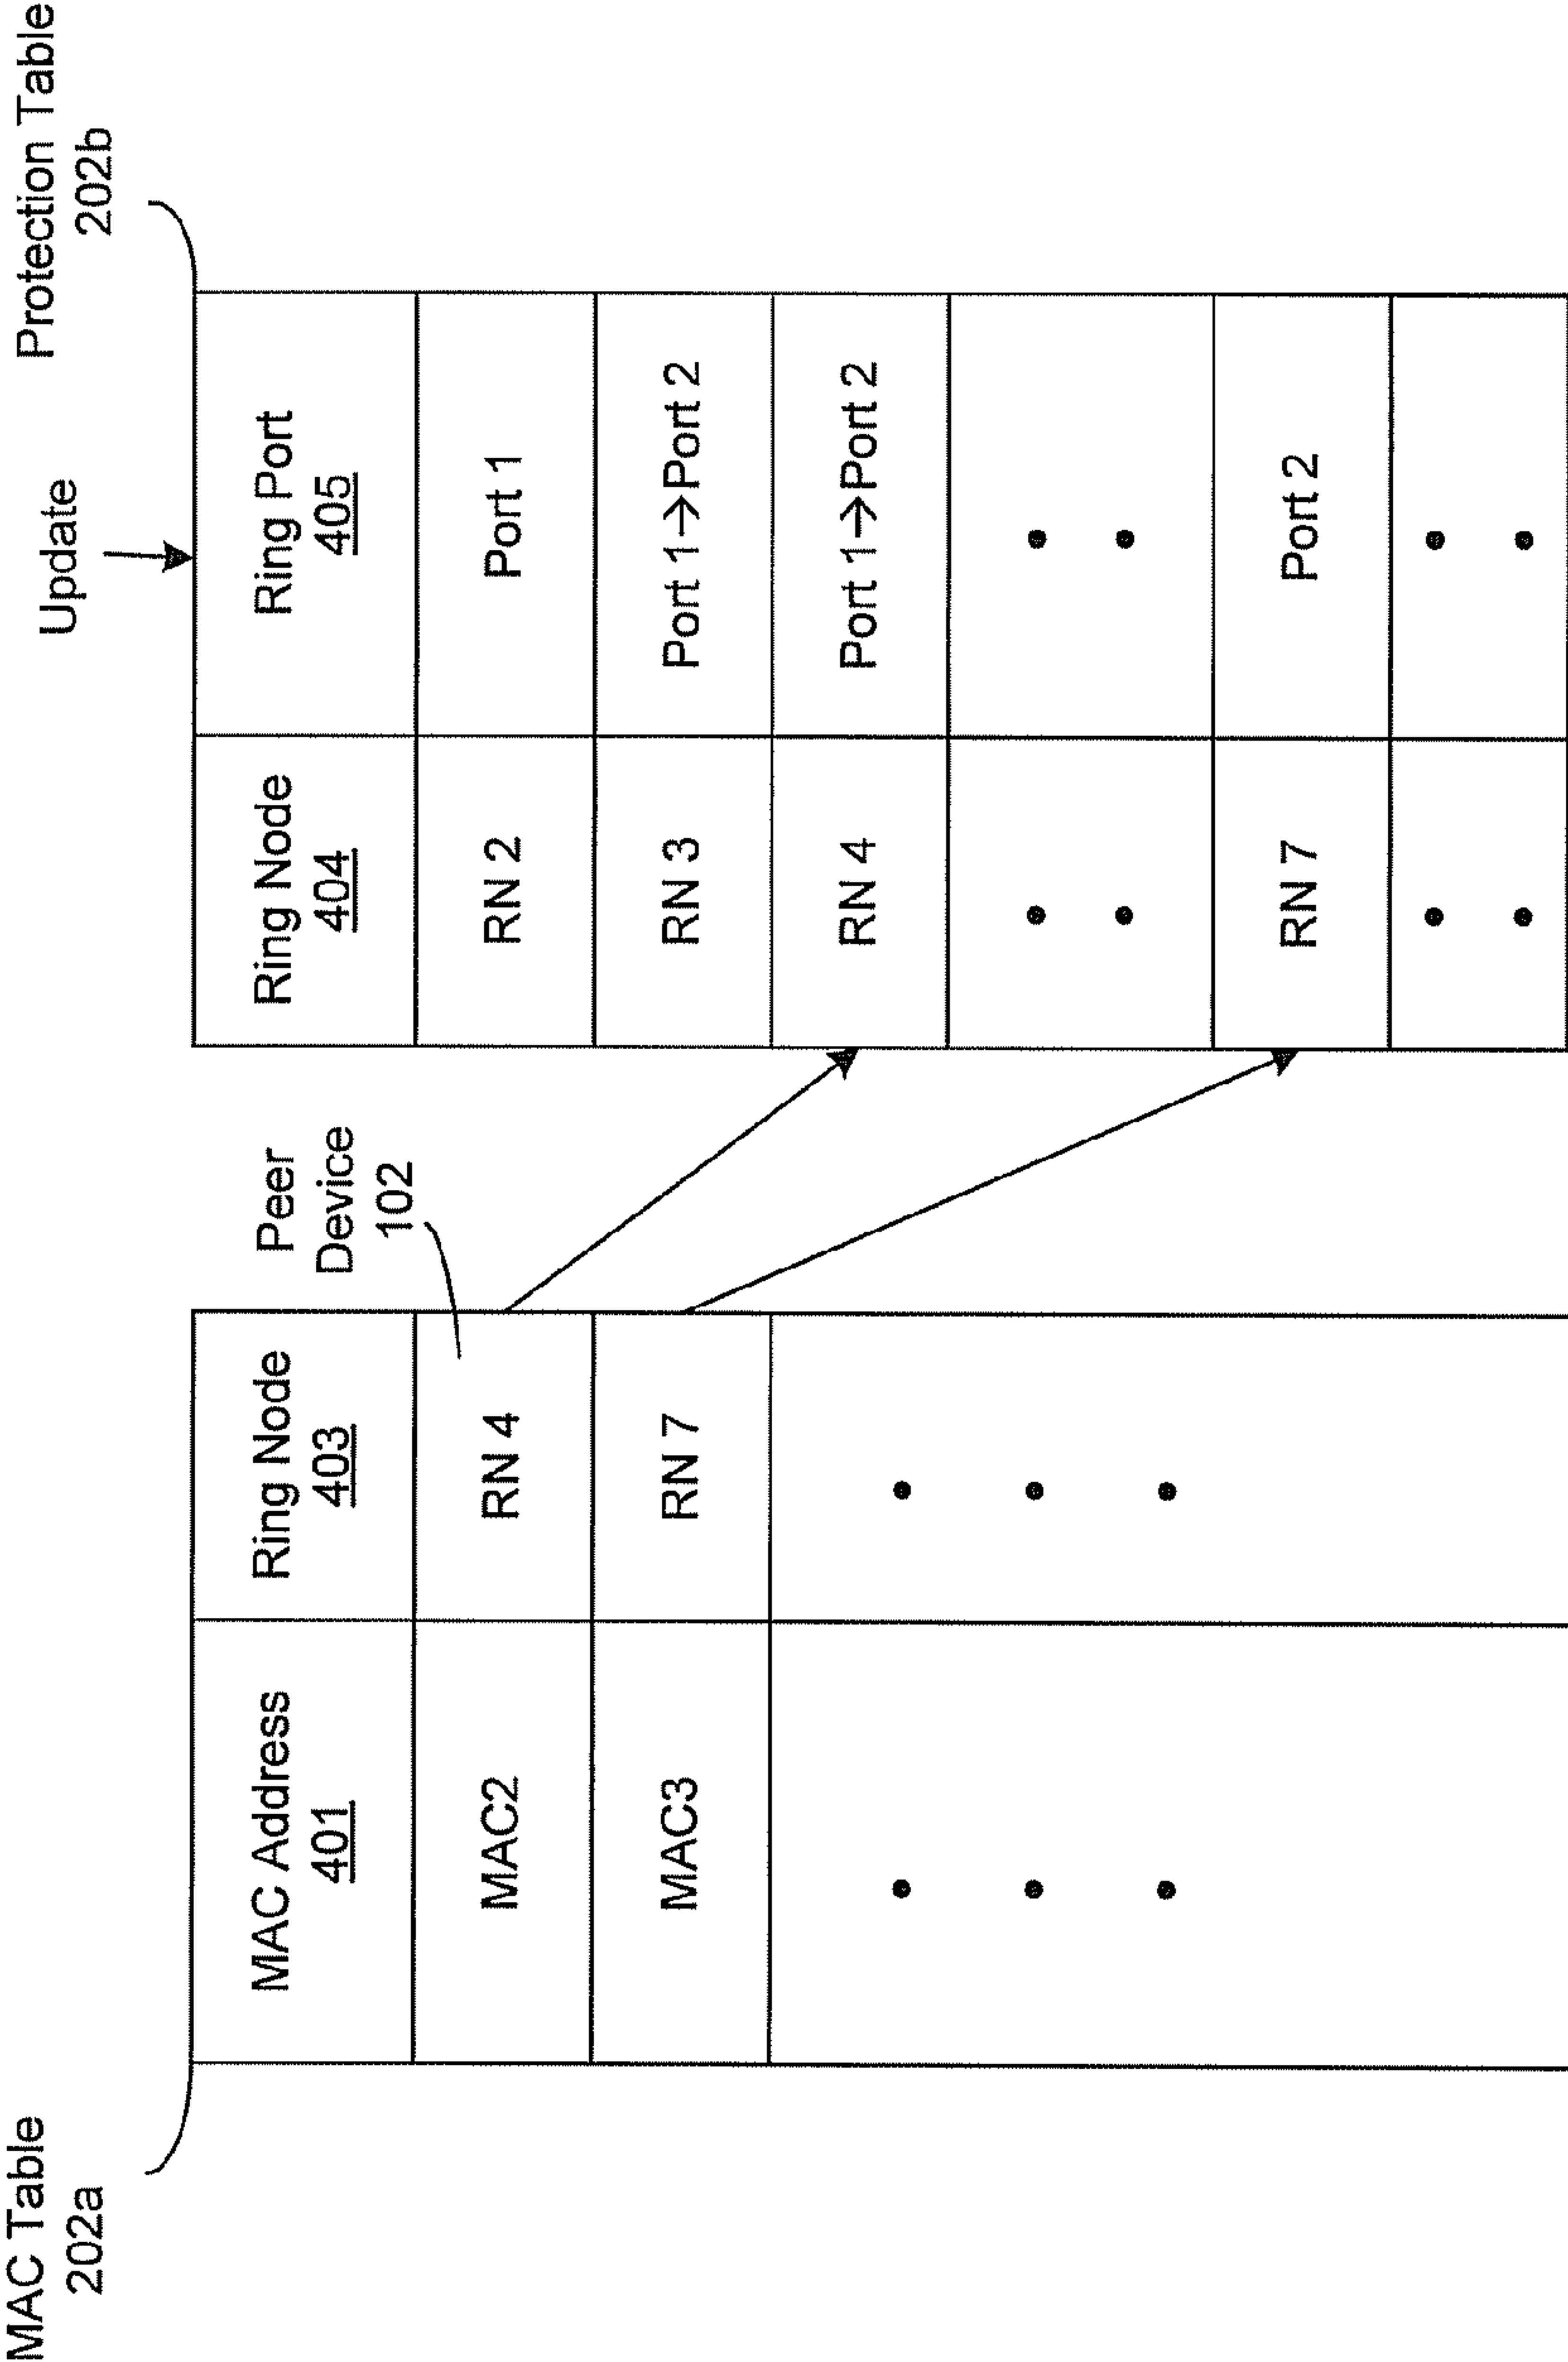 MAC Table
202a
Update
Protection Table
202b
Peer
Device
102
MAC Address
401
Ring Node
403
MAC2
RN 4
MAC3
RN 7
Ring Node
404
Ring Port
405
RN 2
Port 1
RN 3
Port 1→Port 2
RN 4
Port 1→Port 2
RN 7
Port 2